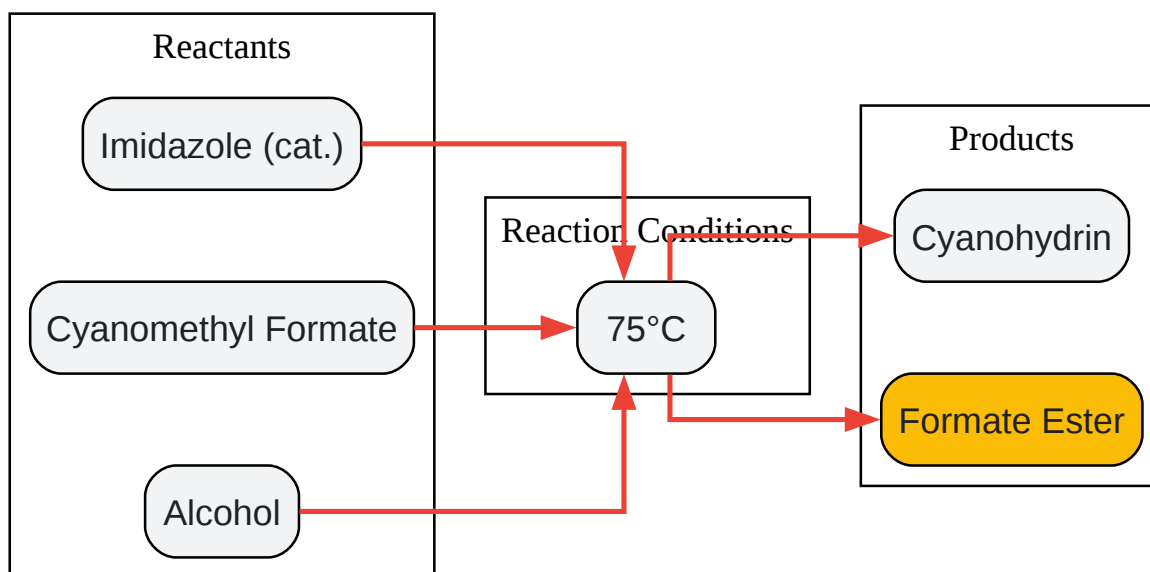 Reactants
Imidazole (cat.)
Cyanomethyl Formate
Alcohol
Reaction Conditions
75°C
Products
Cyanohydrin
Formate Ester